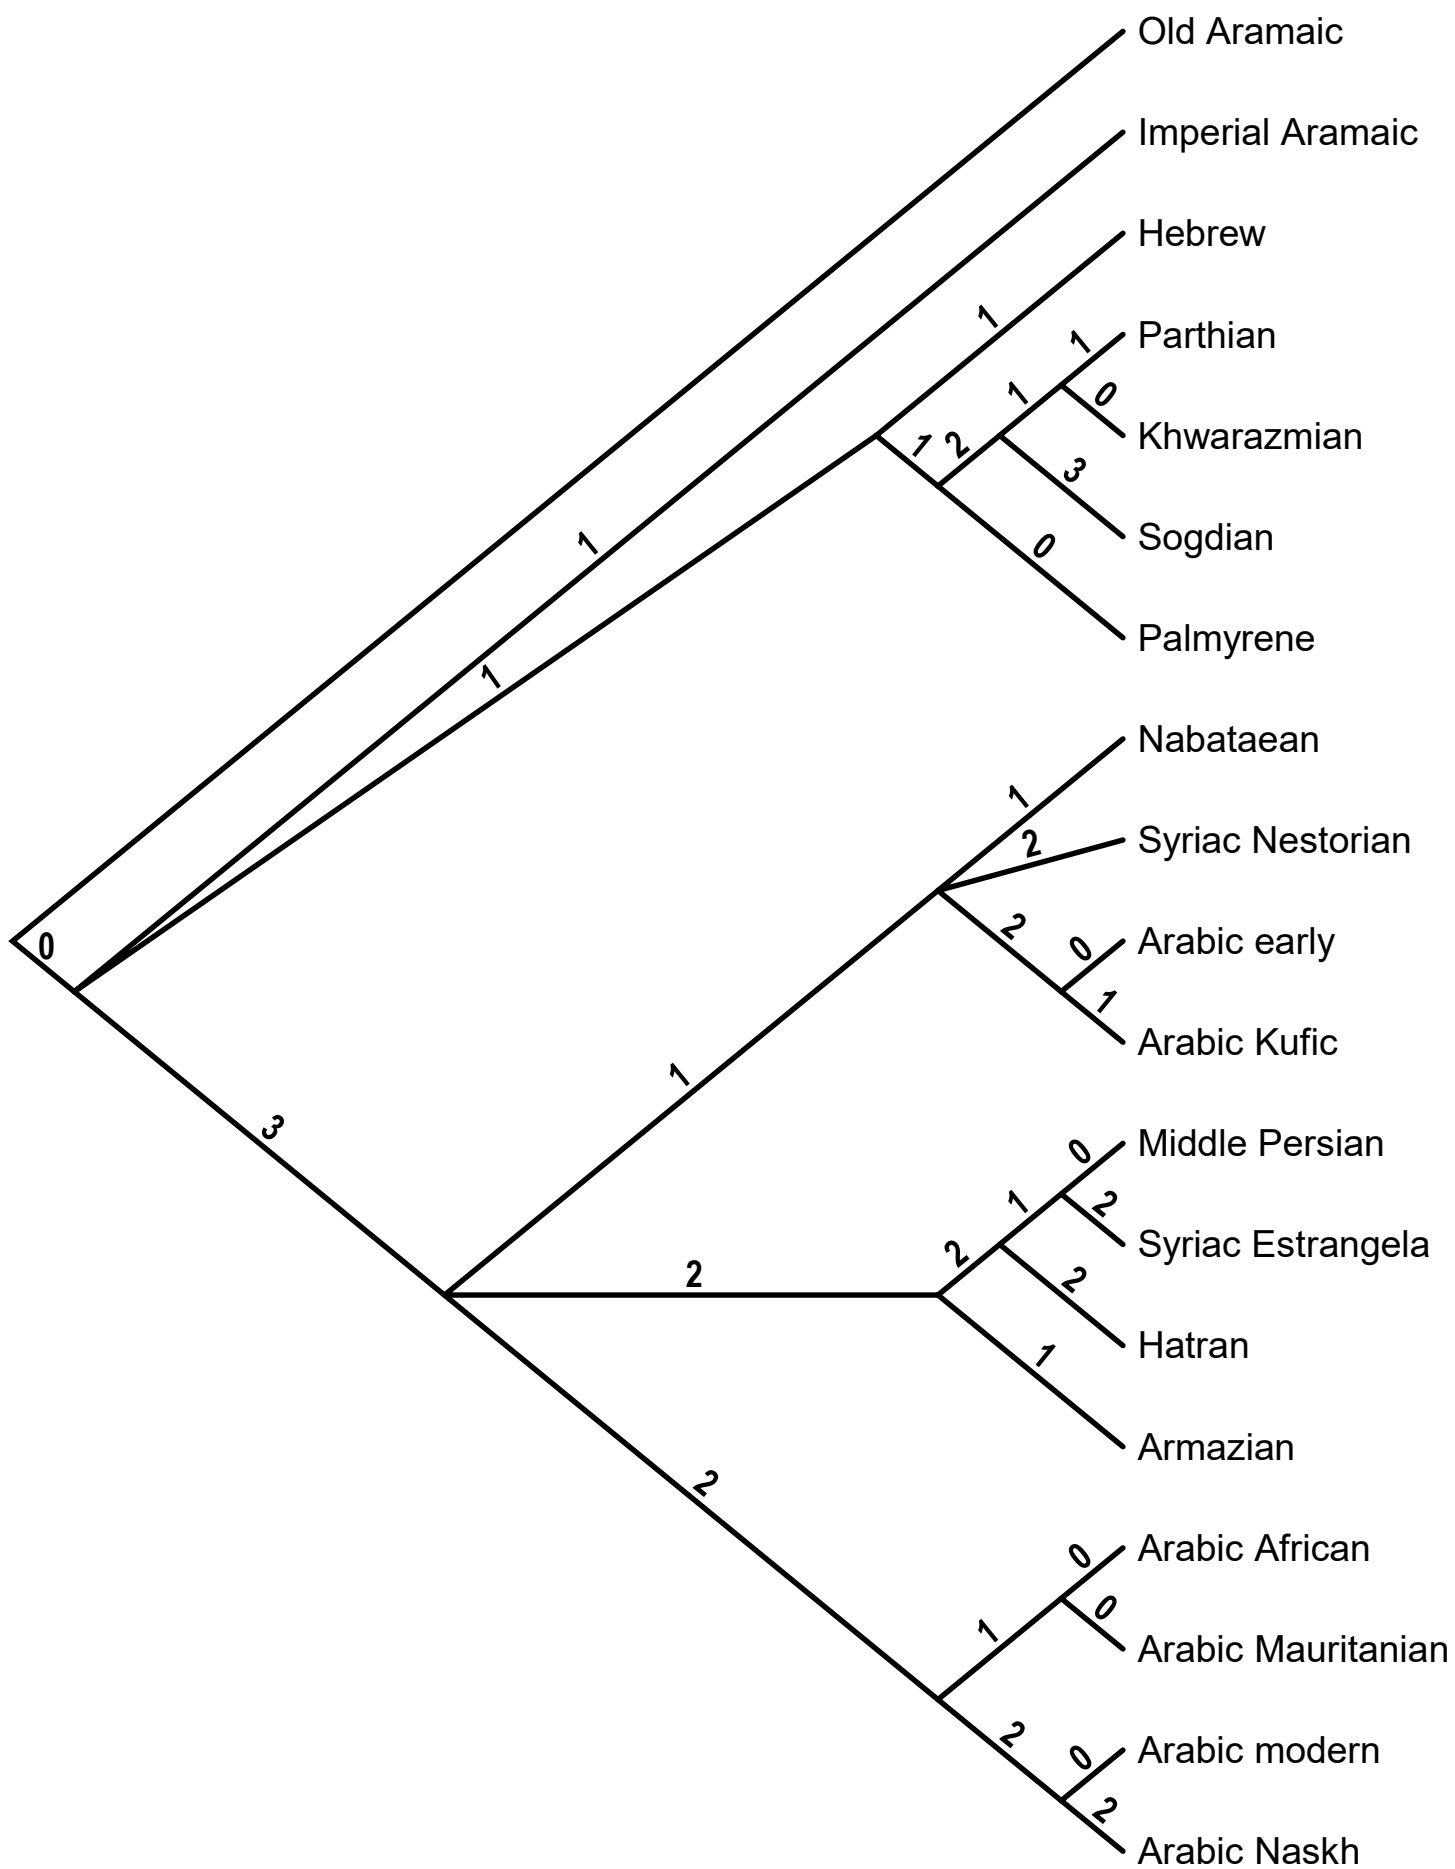 Old Aramaic
Imperial Aramaic
Hebrew
1
Parthian
1
1
0
Khwarazmian
1
2
3
Sogdian
1
0
Palmyrene
1
Nabataean
1
Syriac Nestorian
2
Arabic early
2
0
0
1
Arabic Kufic
1
3
Middle Persian
0
1
2
Syriac Estrangela
2
2
2
Hatran
1
Armazian
2
Arabic African
0
0
1
Arabic Mauritanian
2
Arabic modern
0
2
Arabic Naskh